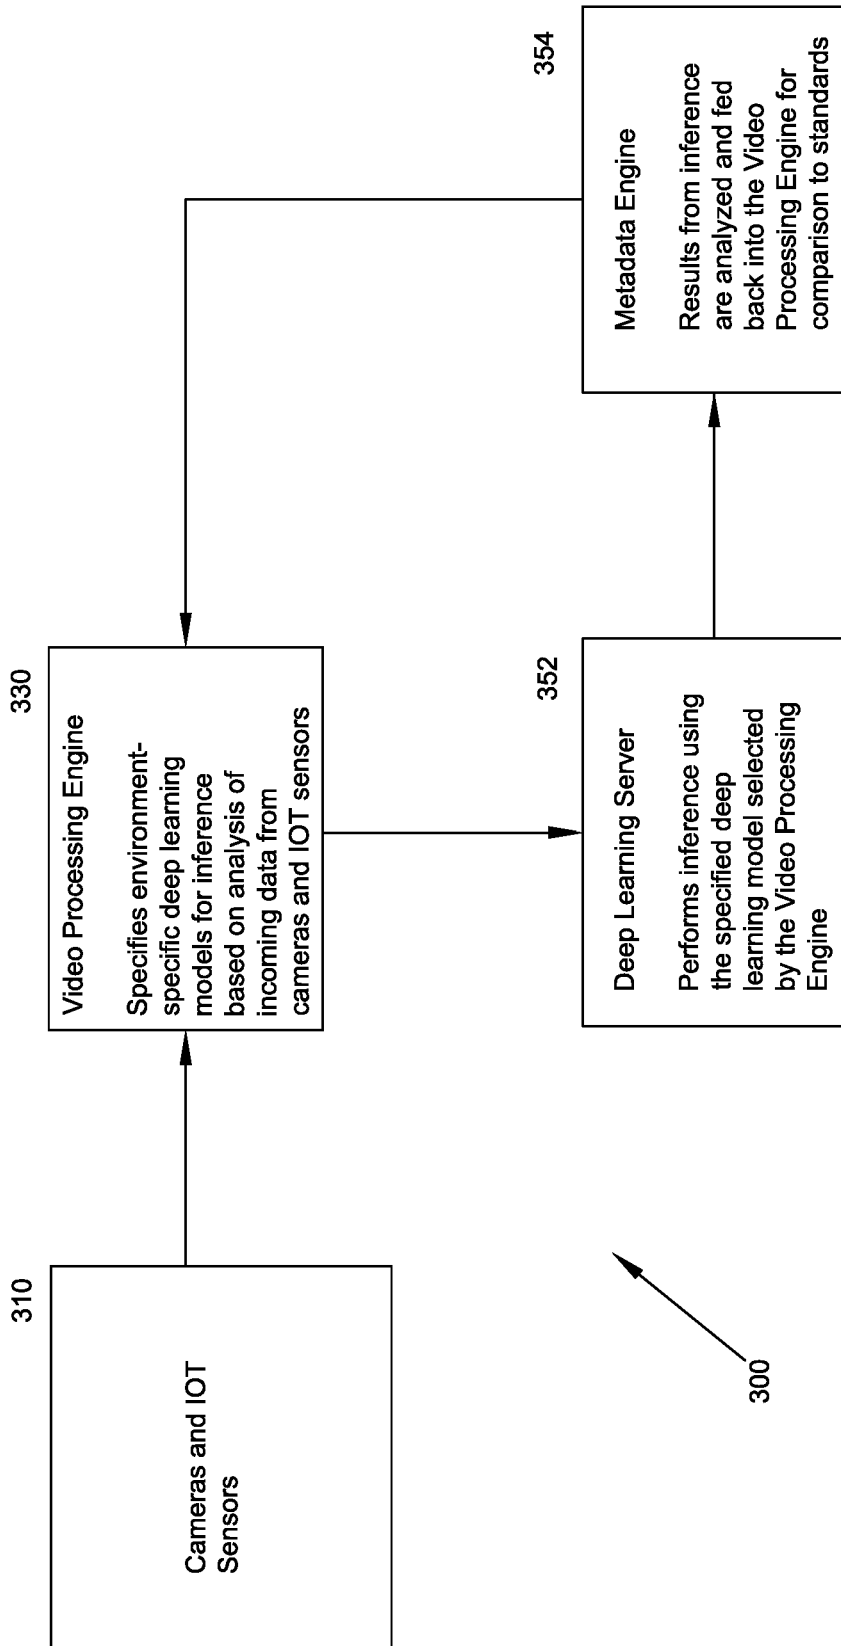 310
Cameras and IOT
Sensors
330
Video Processing Engine
Specifies environment-
specific deep learning
models for inference
based on analysis of
incoming data from
cameras and IOT sensors
352
Deep Learning Server
Performs inference using
the specified deep
learning model selected
by the Video Processing
Engine
354
Metadata Engine
Results from inference
are analyzed and fed
back into the Video
Processing Engine for
comparison to standards
300